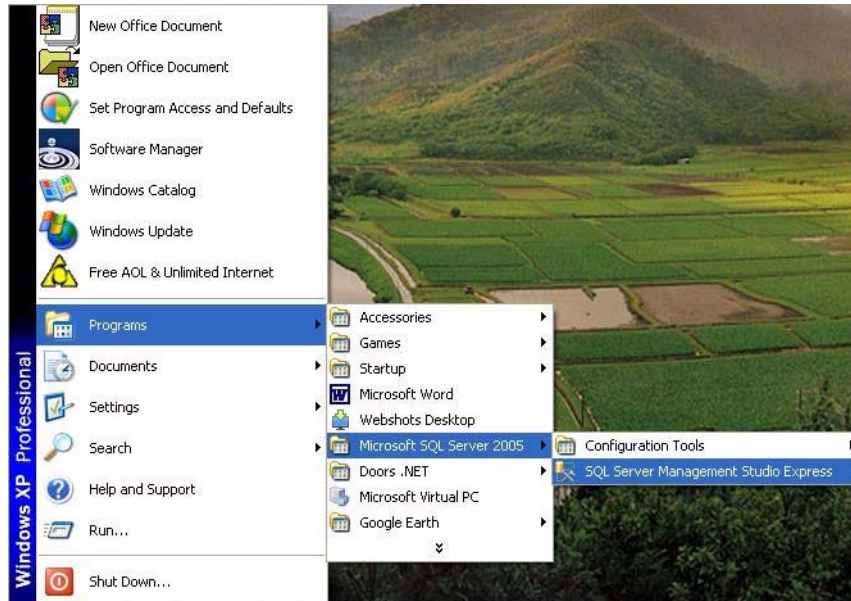 New Office Document
Open Office Document
Set Program Access and Defaults
Software Manager
Windows Catalog
Windows Update
Free AOL & Unlimited Internet
Programs
Documents
Settings
Search
Help and Support
Run...
Shut Down...
Windows XP Professional
Accessories
Games
Startup
Microsoft Word
Webshots Desktop
Microsoft SQL Server 2005
Doors .NET
Microsoft Virtual PC
Google Earth
Configuration Tools
SQL Server Management Studio Express